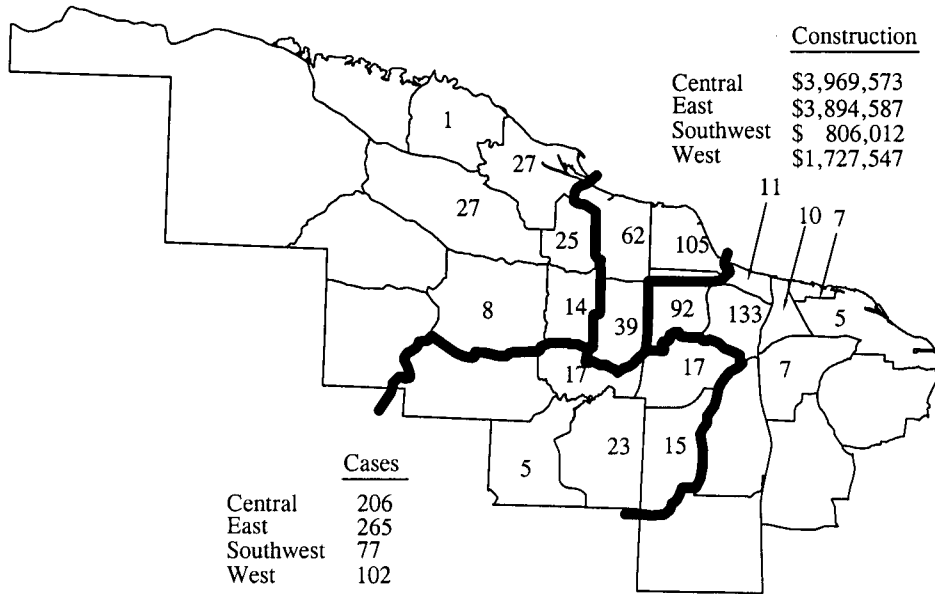 Construction
Central $3,969,573
East $3,894,587
Southwest $ 806,012
West $1,727,547
1
27
11
10 7
27
25
62
105
8
14
39
92
133
5
17
17
7
5
23
15
Cases
Central 206
East 265
Southwest 77
West 102